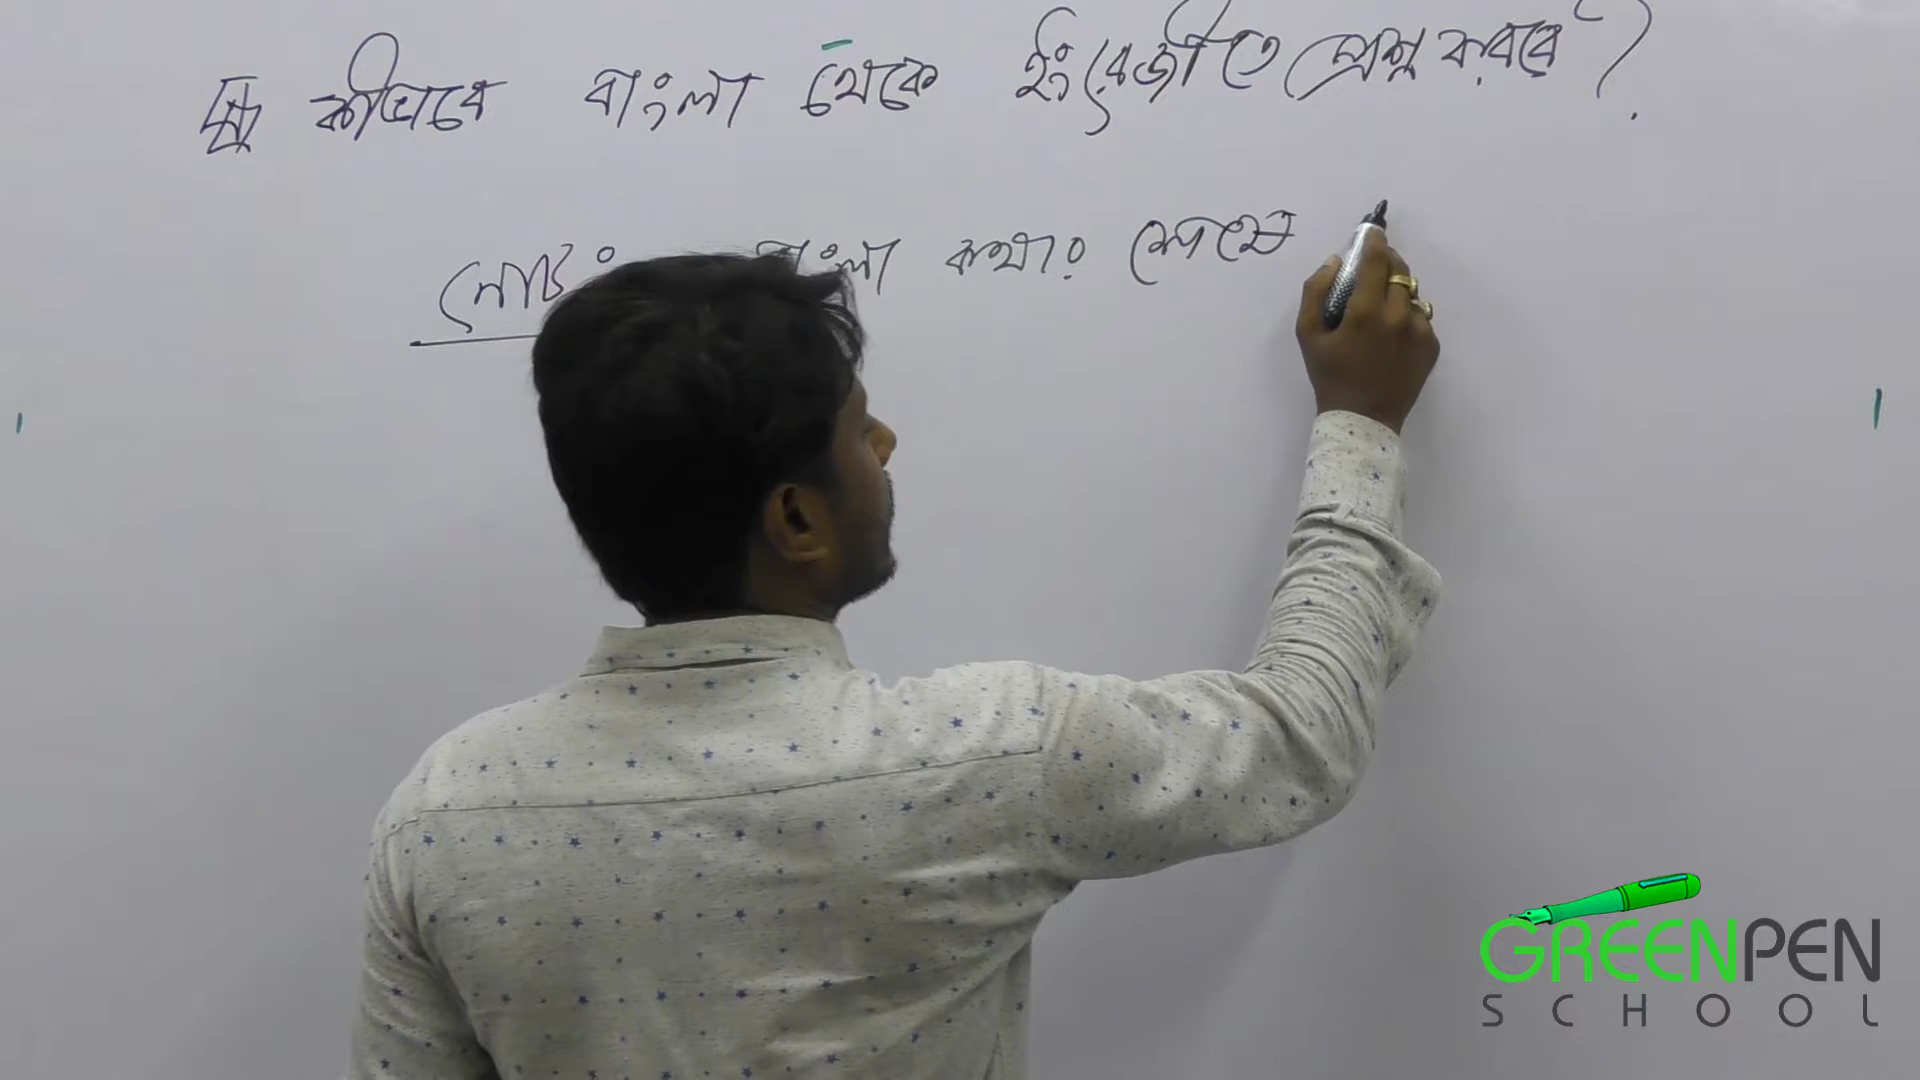 কীভাবে বাংলা থেকে ইংরেজীতে প্রশ্ন করবে ?
নোটঃ বাংলা কথার শেষে
GREENPEN
SCHOOL